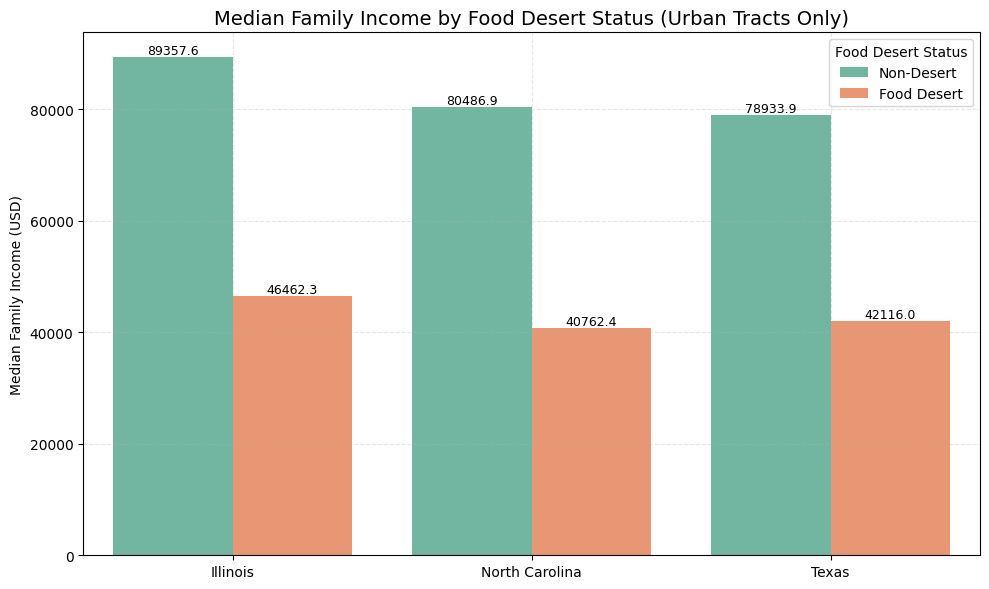 Median Family Income by Food Desert Status (Urban Tracts Only)
Median Family Income (USD)
80000
60000
40000
20000
0
89357.6
46462.3
80486.9
40762.4
78933.9
42116.0
Food Desert Status
Non-Desert
Food Desert
Illinois
North Carolina
Texas